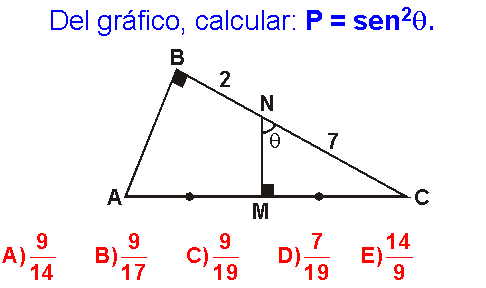 Del gráfico, calcular: P = sen²θ.
B
2
N
θ
7
A
M
C
A) 9/14 B) 9/17 C) 9/19 D) 7/19 E) 14/9